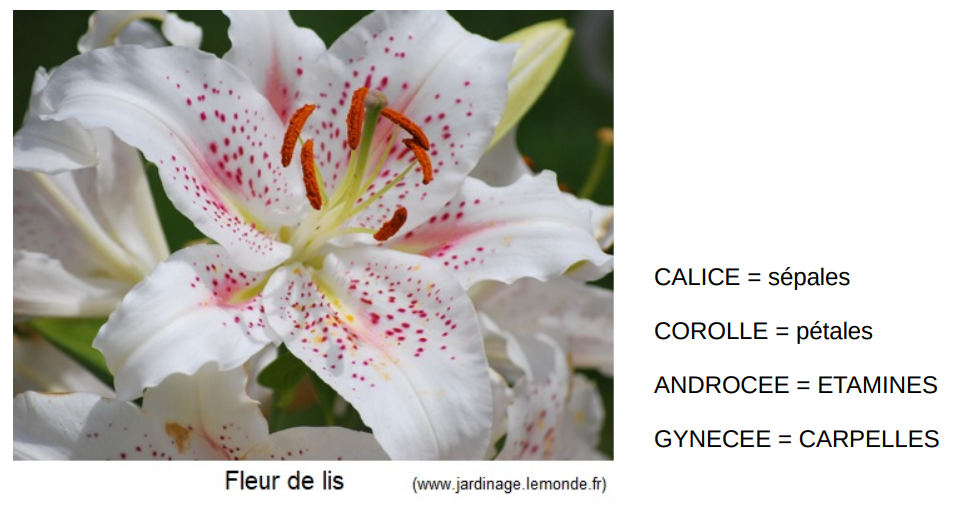 CALICE = sépales
COROLLE = pétales
ANDROCEE = ETAMINES
GYNECEE = CARPELLES
Fleur de lis (www.jardinage.lemonde.fr)